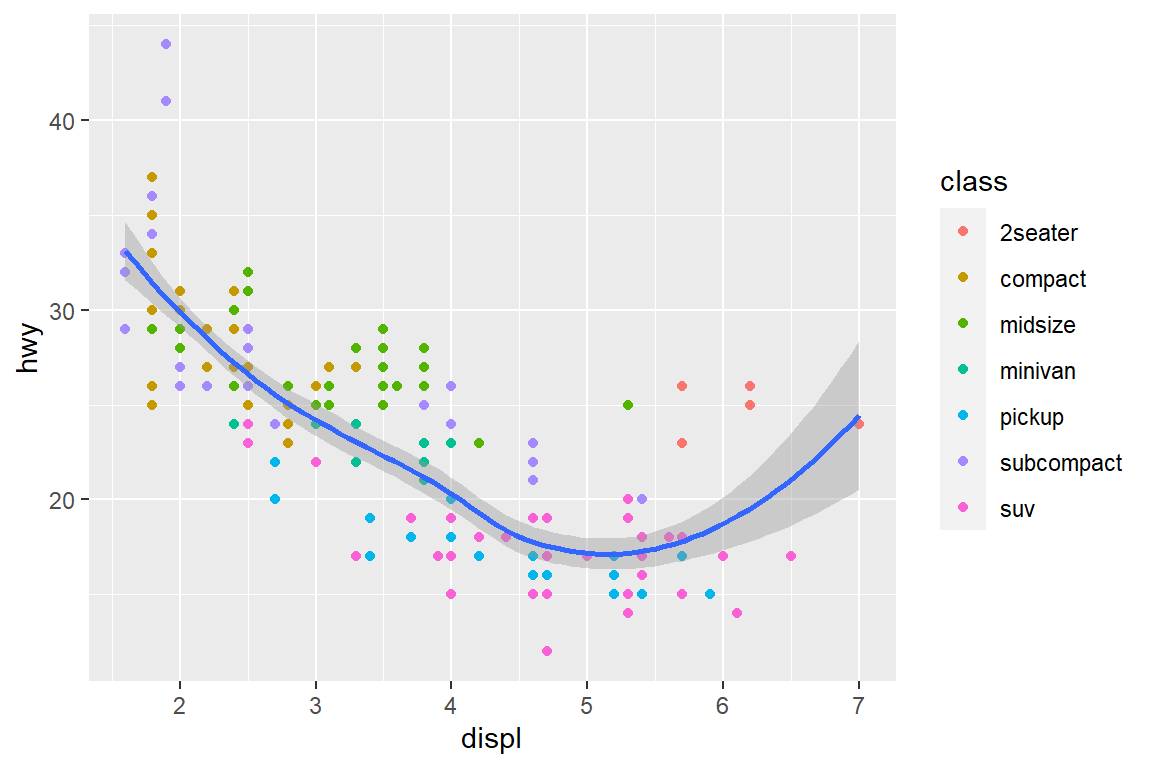 40
30
20
hwy
2 3 4 5 6 7
displ
class
2seater
compact
midsize
minivan
pickup
subcompact
suv